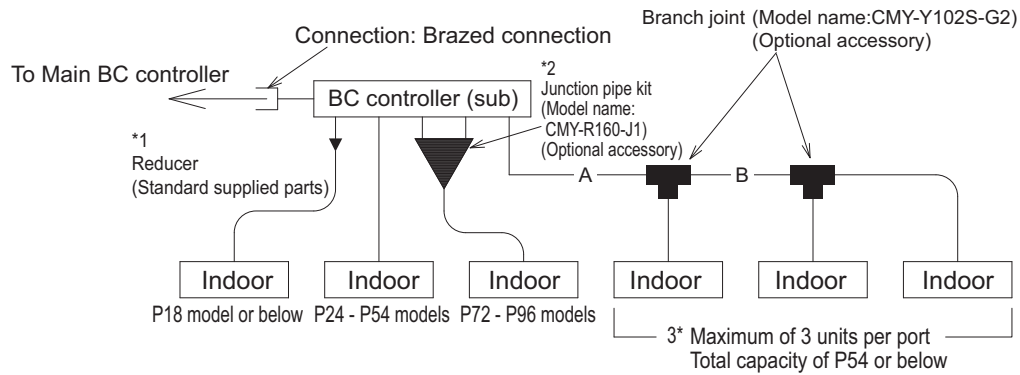 Branch joint (Model name:CMY-Y102S-G2)
(Optional accessory)
Connection: Brazed connection
To Main BC controller
BC controller (sub)
*2
Junction pipe kit
(Model name:
CMY-R160-J1)
(Optional accessory)
*1
Reducer
(Standard supplied parts)
A
B
Indoor
Indoor
Indoor
Indoor
Indoor
Indoor
P18 model or below
P24 - P54 models
P72 - P96 models
3* Maximum of 3 units per port
Total capacity of P54 or below